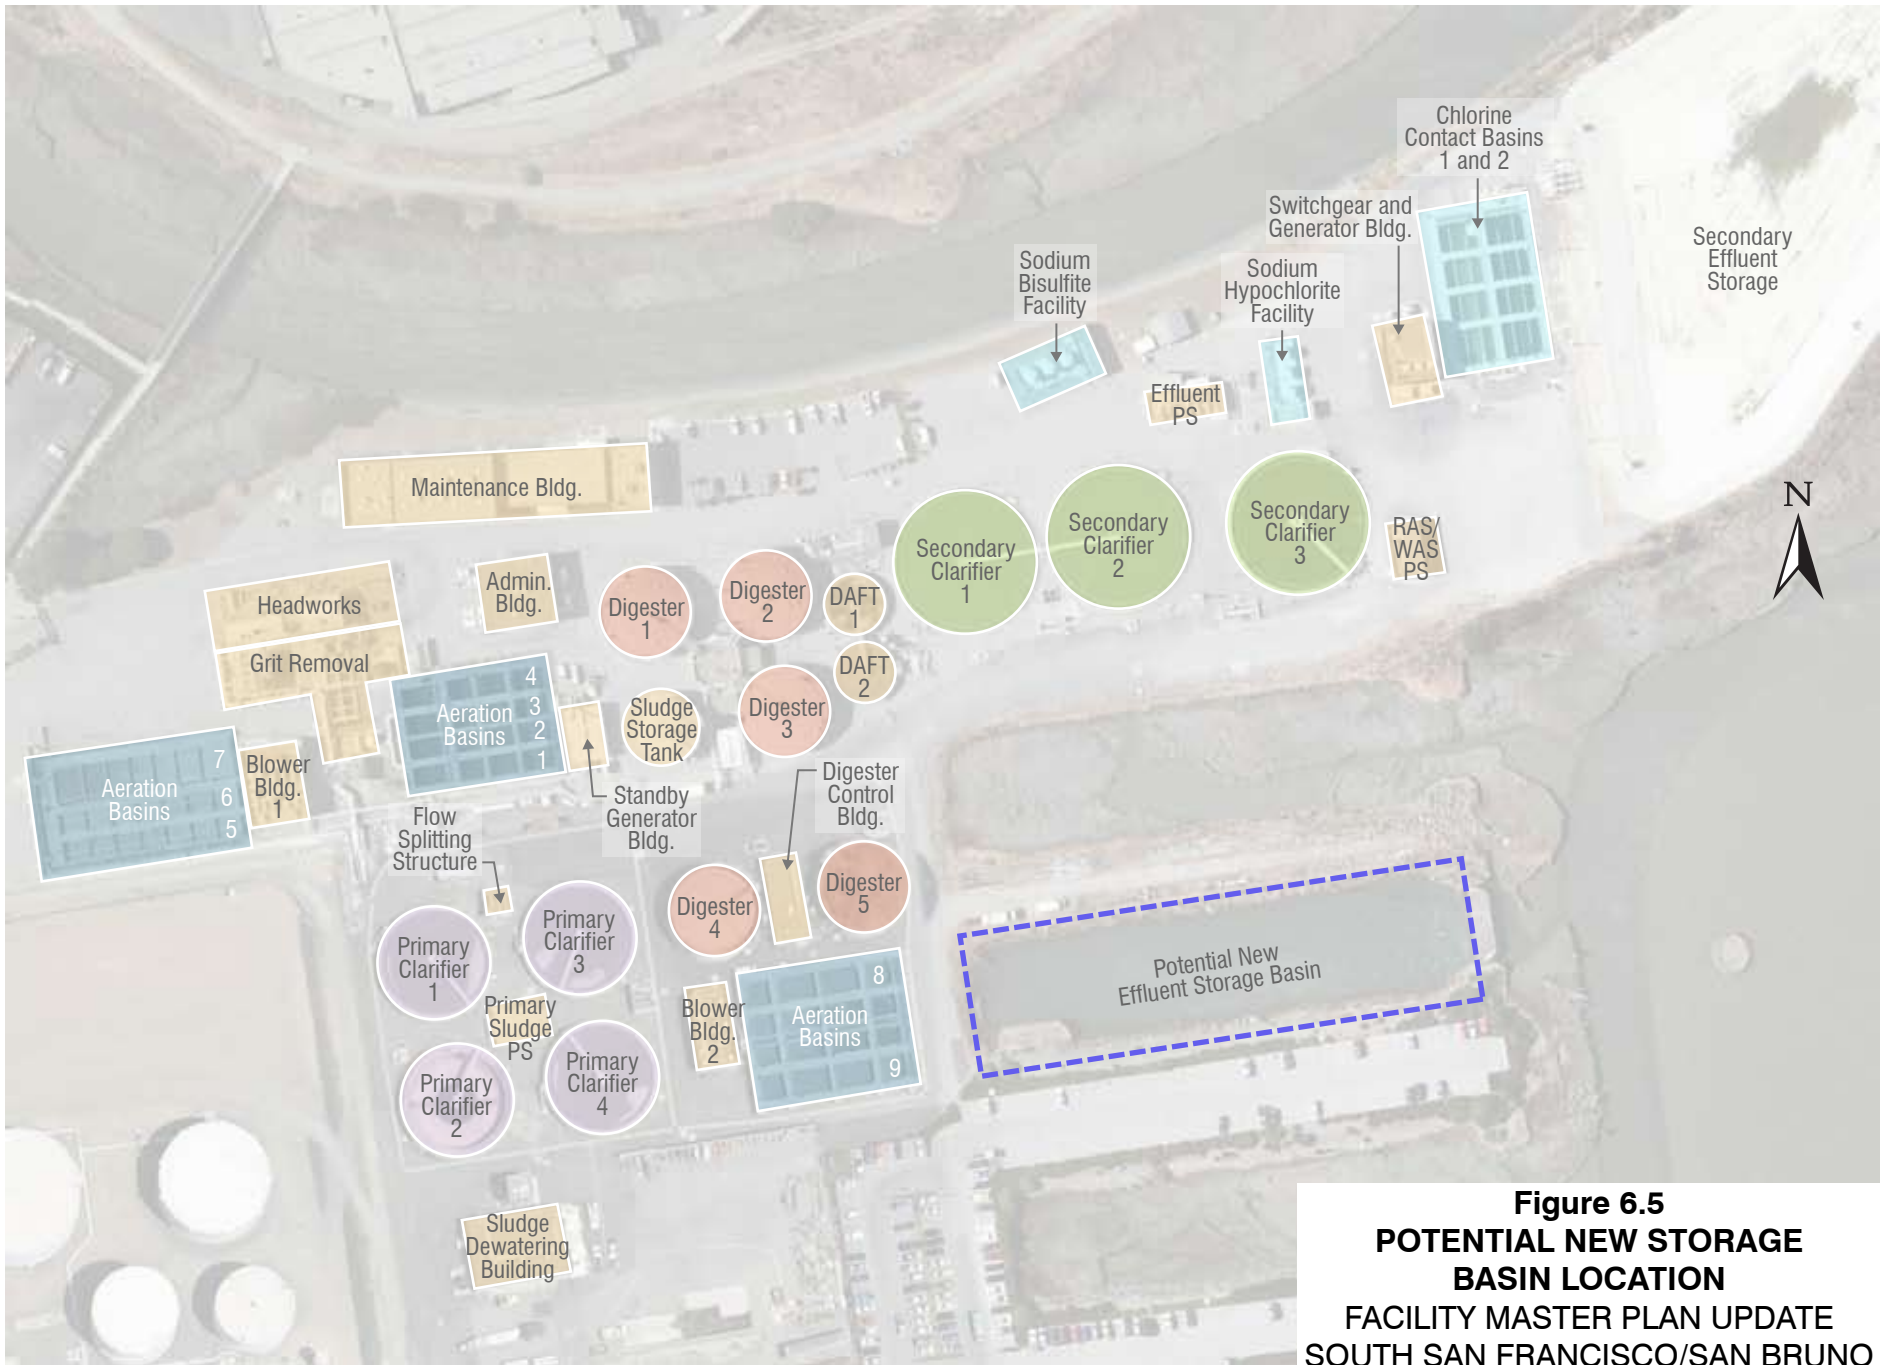 Chlorine
Contact Basins
1 and 2
Switchgear and
Generator Bldg.
Secondary
Effluent
Storage
Sodium
Bisulfite
Facility
Sodium
Hypochlorite
Facility
Effluent
PS
Maintenance Bldg.
N
Secondary
Clarifier
1
Secondary
Clarifier
2
Secondary
Clarifier
3
RAS/
WAS
PS
Headworks
Admin.
Bldg.
Digester
1
Digester
2
DAFT
1
Grit Removal
DAFT
2
Aeration
Basins
4
3
2
1
Sludge
Storage
Tank
Digester
3
Aeration
Basins
7
6
5
Blower
Bldg.
1
Standby
Generator
Bldg.
Digester
Control
Bldg.
Flow
Splitting
Structure
Digester
4
Digester
5
Primary
Clarifier
1
Primary
Clarifier
3
Potential New
Effluent Storage Basin
Primary
Sludge
PS
Blower
Bldg.
2
Aeration
Basins
8
9
Primary
Clarifier
2
Primary
Clarifier
4
Sludge
Dewatering
Building
Figure 6.5
POTENTIAL NEW STORAGE
BASIN LOCATION
FACILITY MASTER PLAN UPDATE
SOUTH SAN FRANCISCO/SAN BRUNO